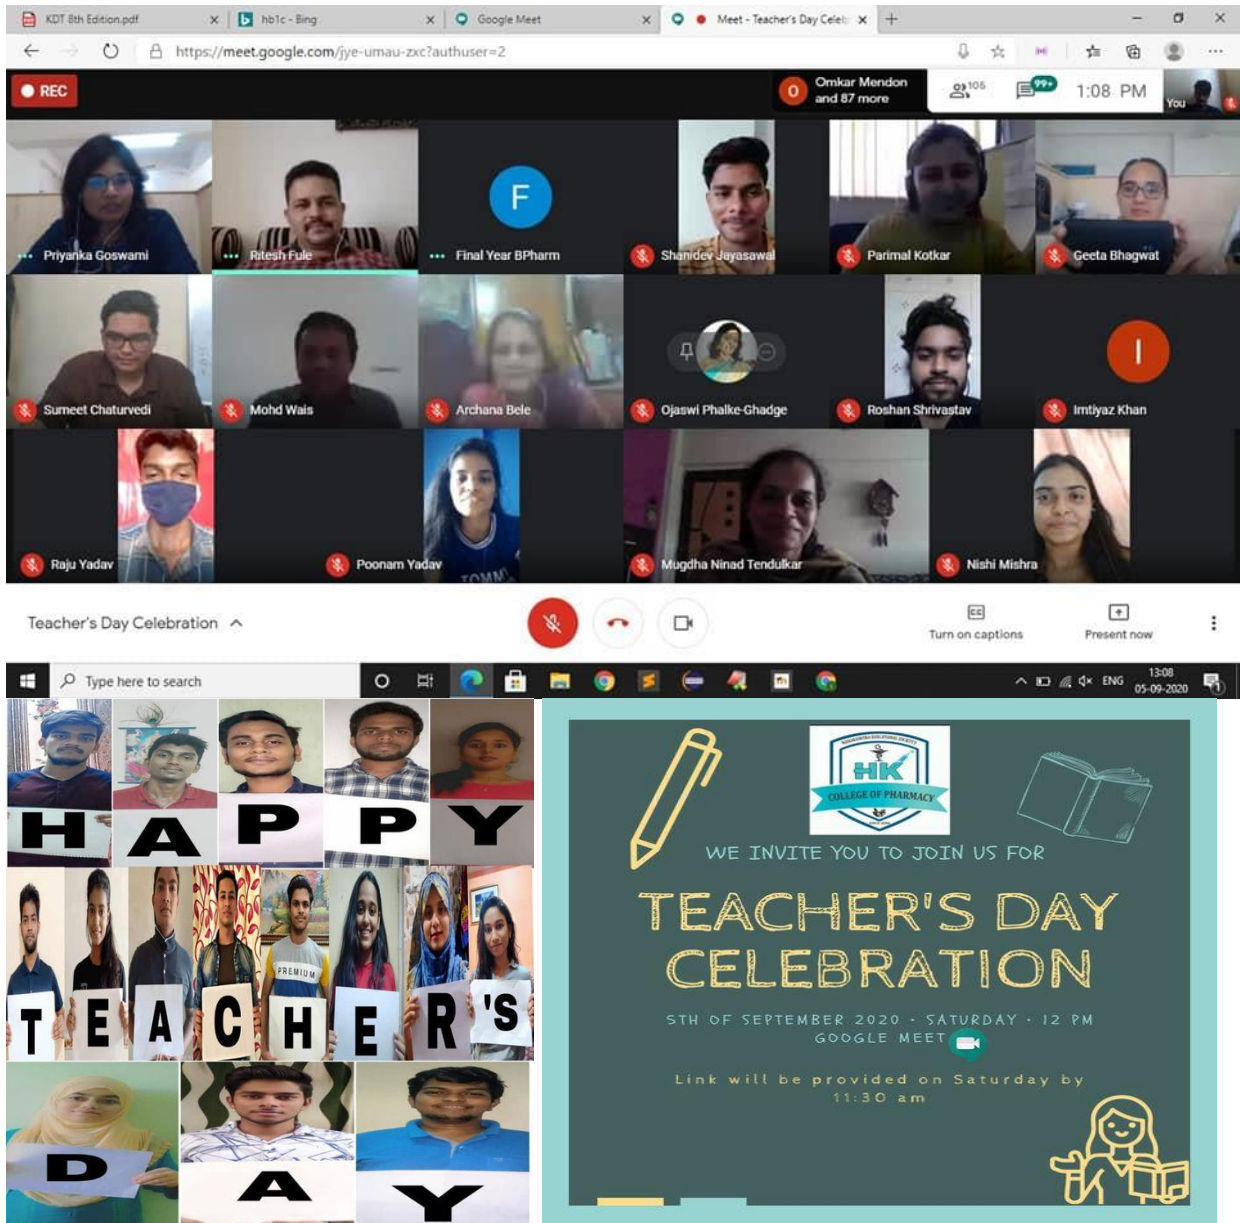 KDT 8th Edition.pdf
hb1c - Bing
Google Meet
Meet - Teacher's Day Celeb
https://meet.google.com/jye-umau-zxc?authuser=2
REC
O
Omkar Mendon
and 87 more
105
99+
1:08 PM
You
Priyanka Goswami
Ritesh Fule
F
Final Year BPharm
Shanidev Jayasawal
Parimal Kotkar
Geeta Bhagwat
Sumeet Chaturvedi
Mohd Wais
Archana Bele
Ojaswi Phalke-Ghadge
Roshan Shrivastav
I
Imtiyaz Khan
Raju Yadav
Poonam Yadav
TOMMY
Mugdha Ninad Tendulkar
Nishi Mishra
Teacher's Day Celebration
CC
Turn on captions
Present now
Type here to search
ENG
13:08
05-09-2020
1
HAPPY
PREMIUM
TEACHER'S
DAY
HK
COLLEGE OF PHARMACY
WE INVITE YOU TO JOIN US FOR
TEACHER'S DAY
CELEBRATION
5TH OF SEPTEMBER 2020 - SATURDAY - 12 PM
GOOGLE MEET
Link will be provided on Saturday by
11:30 am